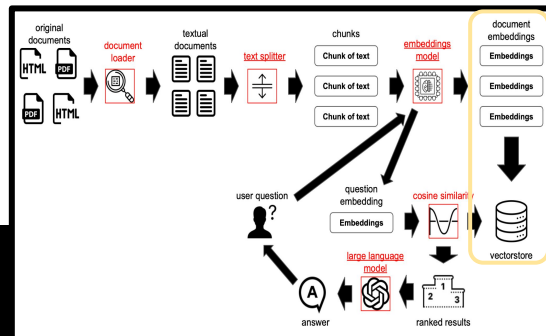 original
documents
HTML
PDF
PDF
HTML
document
loader
textual
documents
text splitter
chunks
Chunk of text
Chunk of text
Chunk of text
embeddings
model
document
embeddings
Embeddings
Embeddings
Embeddings
user question
?
question
embedding
Embeddings
cosine similarity
vectorstore
large language
model
A
answer
1
2
3
ranked results